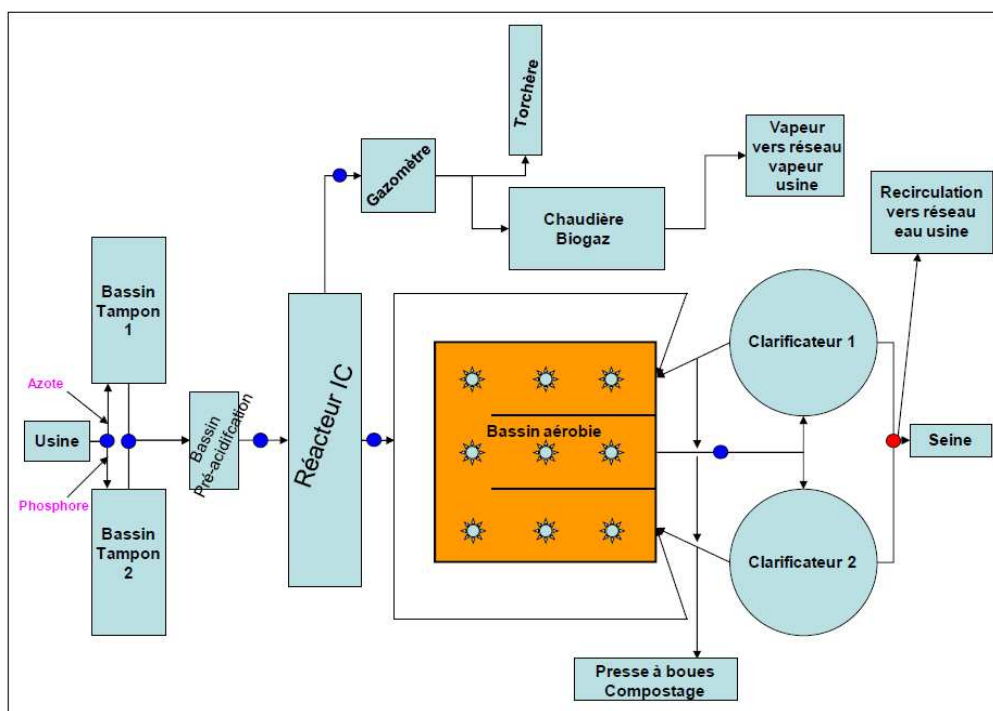 Torchère
Gazomètre
Vapeur
vers réseau
vapeur
usine
Recirculation
vers réseau
eau usine
Chaudière
Biogaz
Bassin
Tampon
1
Azote
Usine
Phosphore
Bassin
Tampon
2
Bassin
Pré-acidifcation
Réacteur IC
Bassin aérobie
Clarificateur 1
Seine
Clarificateur 2
Presse à boues
Compostage